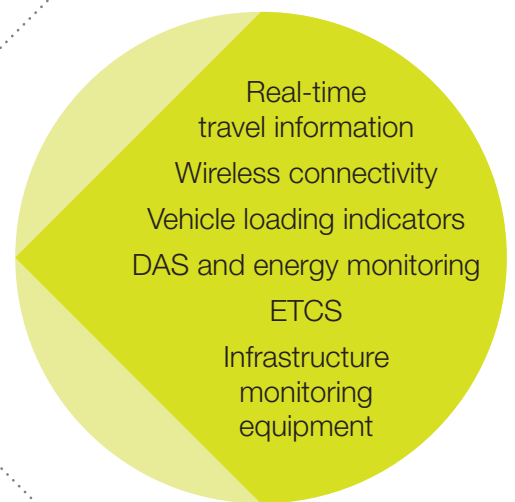 Real-time
travel information
Wireless connectivity
Vehicle loading indicators
DAS and energy monitoring
ETCS
Infrastructure
monitoring
equipment